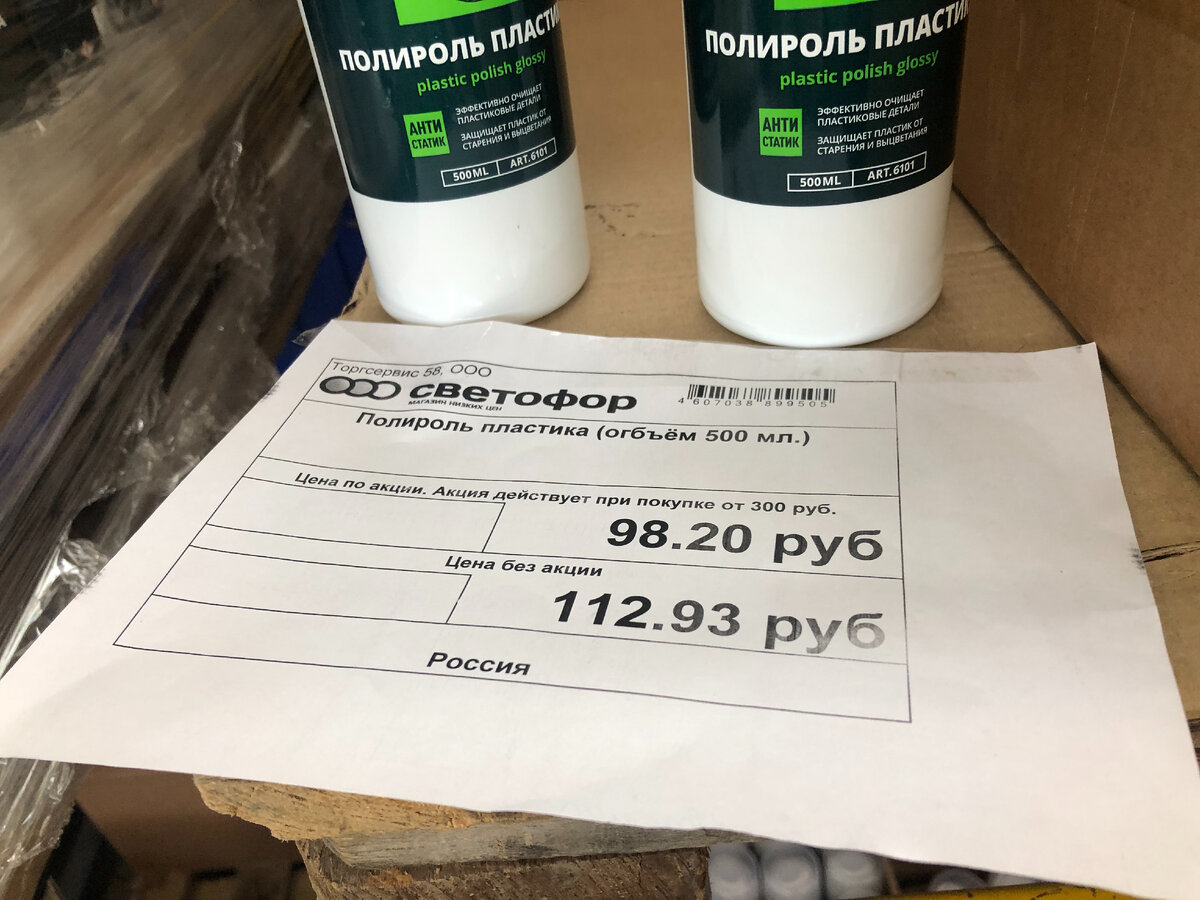 ПОЛИРОЛЬ ПЛАСТИ
plastic polish glossy
АНТИ
СТАТИК
ЭФФЕКТИВНО ОЧИЩАЕТ
ПЛАСТИКОВЫЕ ДЕТАЛИ
ЗАЩИЩАЕТ ПЛАСТИК ОТ
СТАРЕНИЯ И ВЫЦВЕТАНИЯ
500 ML ART. 6101
ПОЛИРОЛЬ ПЛАСТИК
plastic polish glossy
АНТИ
СТАТИК
ЭФФЕКТИВНО ОЧИЩАЕТ
ПЛАСТИКОВЫЕ ДЕТАЛИ
ЗАЩИЩАЕТ ПЛАСТИК ОТ
СТАРЕНИЯ И ВЫЦВЕТАНИЯ
500 ML ART. 6101
Торгсервис 58, ООО
светофор
МАГАЗИН НИЗКИХ ЦЕН
4 607038 899505
Полироль пластика (огбъём 500 мл.)
Цена по акции. Акция действует при покупке от 300 руб.
98.20 руб
Цена без акции
112.93 руб
Россия